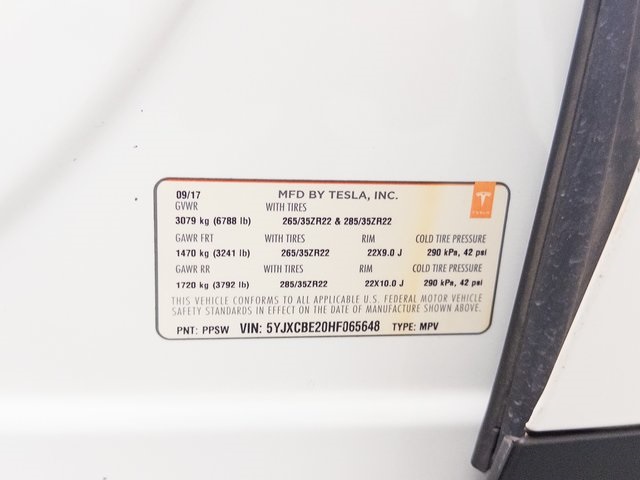 09/17 MFD BY TESLA, INC.
GVWR WITH TIRES
3079 kg (6788 lb) 265/35ZR22 & 285/35ZR22
GAWR FRT WITH TIRES RIM COLD TIRE PRESSURE
1470 kg (3241 lb) 265/35ZR22 22X9.0 J 290 kPa, 42 psi
GAWR RR WITH TIRES RIM COLD TIRE PRESSURE
1720 kg (3792 lb) 285/35ZR22 22X10.0 J 290 kPa, 42 psi
THIS VEHICLE CONFORMS TO ALL APPLICABLE U.S. FEDERAL MOTOR VEHICLE
SAFETY STANDARDS IN EFFECT ON THE DATE OF MANUFACTURE SHOWN ABOVE.
PNT: PPSW VIN: 5YJXCBE20HF065648 TYPE: MPV
TESLA